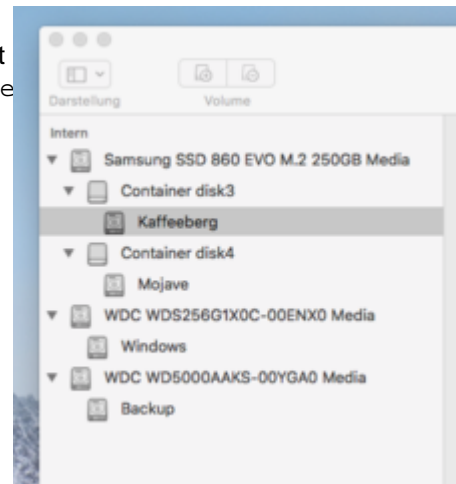 t
e
Darstellung
Volume
Intern
Samsung SSD 860 EVO M.2 250GB Media
Container disk3
Kaffeeberg
Container disk4
Mojave
WDC WDS256G1X0C-00ENX0 Media
Windows
WDC WD5000AAKS-00YGA0 Media
Backup